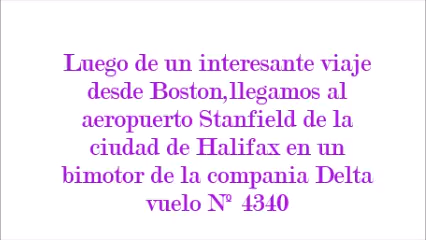 Luego de un interesante viaje
desde Boston,llegamos al
aeropuerto Stanfield de la
ciudad de Halifax en un
bimotor de la compania Delta
vuelo Nº 4340